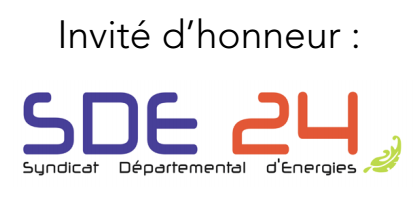 Invité d'honneur :
SDE 24
Syndicat Départemental d'Energies